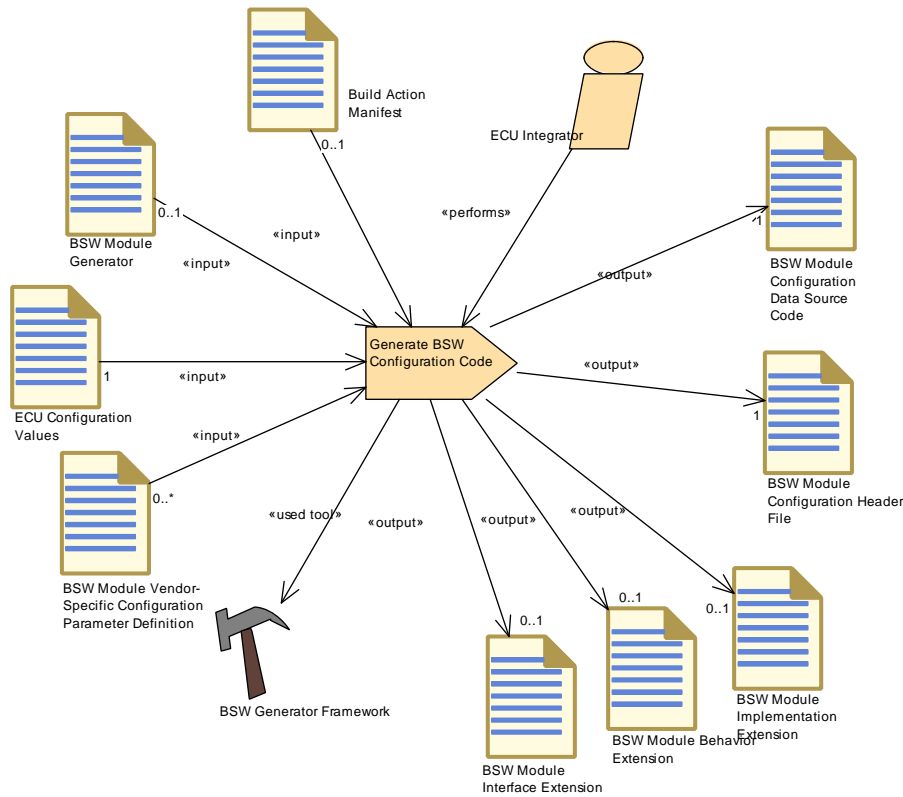 Build Action
Manifest
ECU Integrator
0..1
0..1
«performs»
«input»
1
BSW Module
Generator
«input»
BSW Module
Configuration
Data Source
Code
«output»
Generate BSW
Configuration Code
«output»
1
«input»
ECU Configuration
Values
1
«input»
0..*
BSW Module
Configuration Header
File
«used tool»
«output»
«output»
«output»
BSW Module Vendor-
Specific Configuration
Parameter Definition
0..1
0..1
0..1
BSW Generator Framework
BSW Module
Implementation
Extension
BSW Module Behavior
Extension
BSW Module
Interface Extension